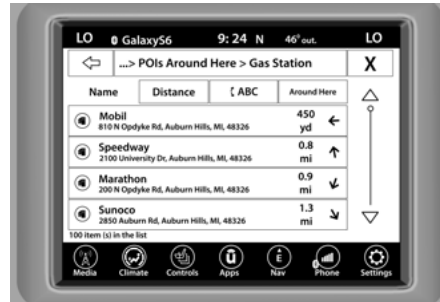 LO GalaxyS6 9:24 N 46° out. LO
...> POIs Around Here > Gas Station X
Name Distance ABC Around Here
Mobil
810 N Opdyke Rd, Auburn Hills, MI, 48326
450 yd
Speedway
2100 University Dr, Auburn Hills, MI, 48326
0.8 mi
Marathon
200 N Opdyke Rd, Auburn Hills, MI, 48326
0.9 mi
Sunoco
2850 Auburn Rd, Auburn Hills, MI, 48326
1.3 mi
100 item (s) in the list
Media Climate Controls Apps Nav Phone Settings